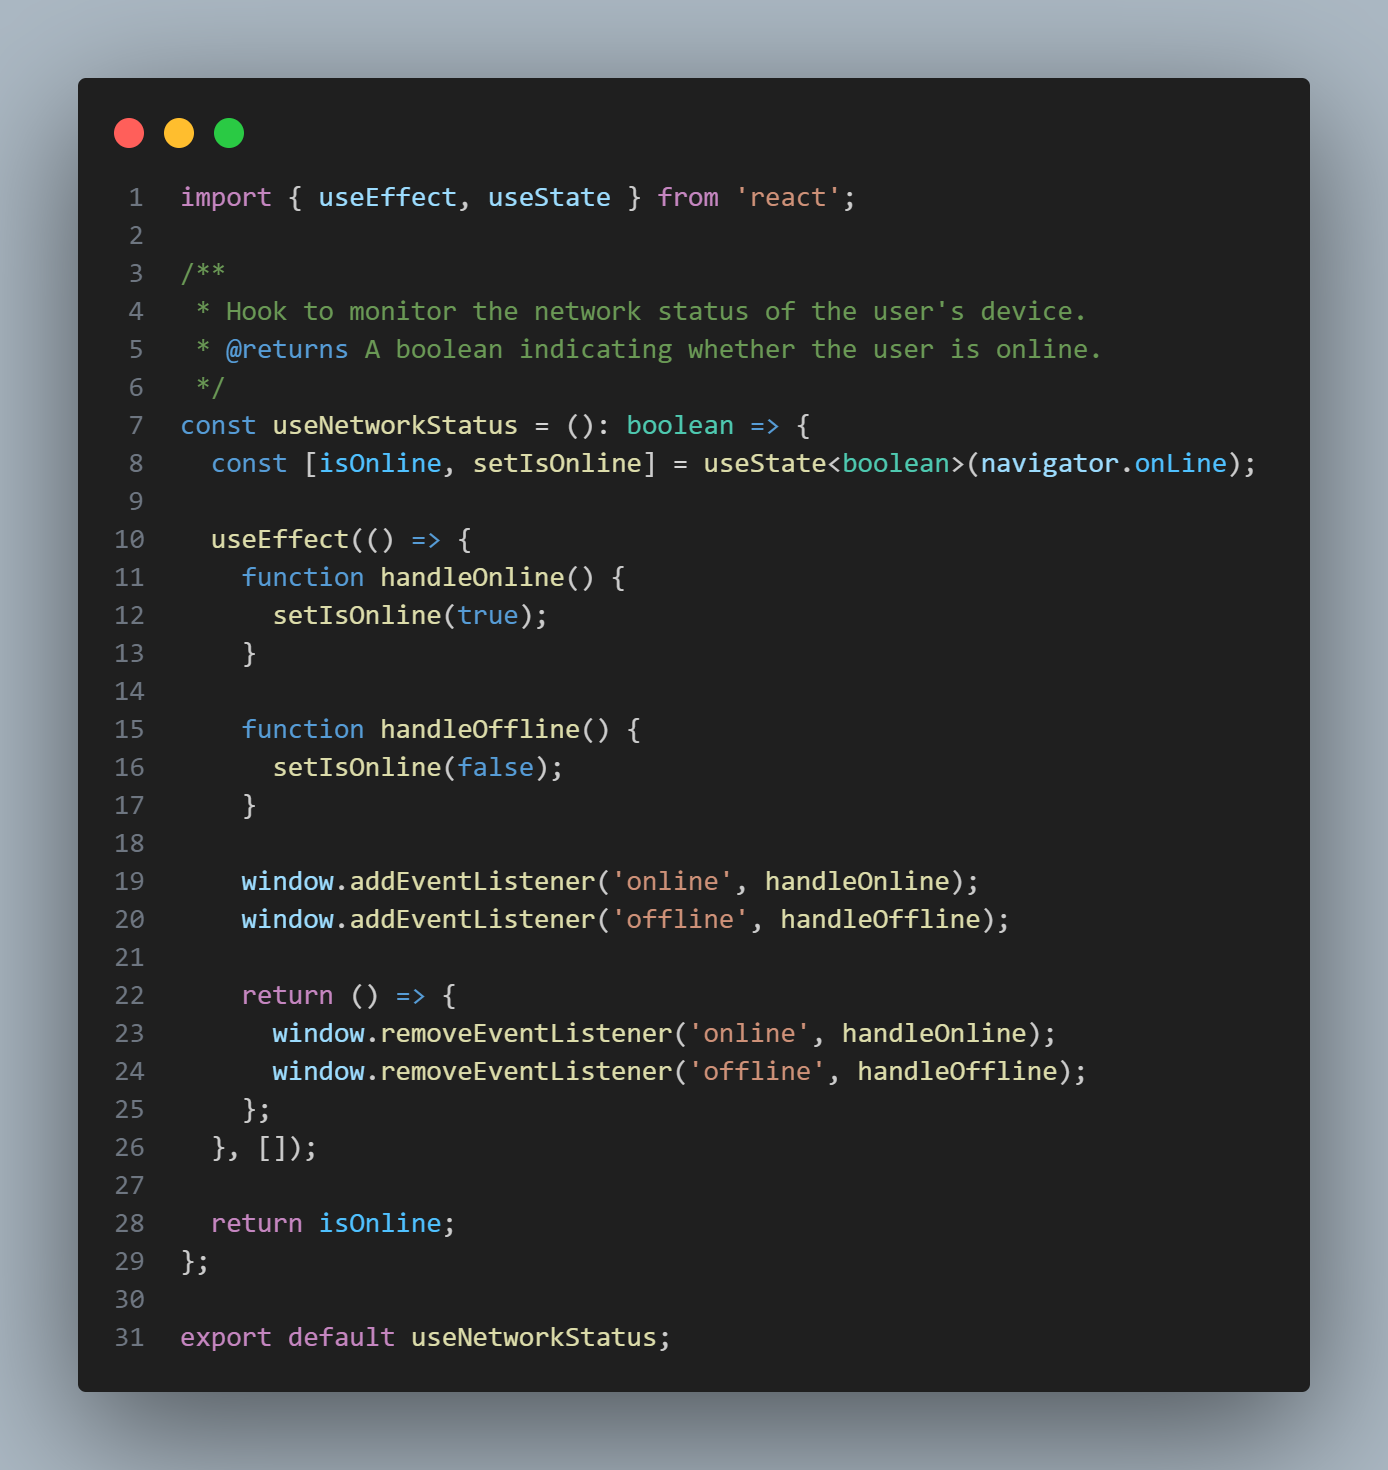 1 import { useEffect, useState } from 'react';
2
3 /**
4  * Hook to monitor the network status of the user's device.
5  * @returns A boolean indicating whether the user is online.
6  */
7 const useNetworkStatus = (): boolean => {
8   const [isOnline, setIsOnline] = useState<boolean>(navigator.onLine);
9
10   useEffect(() => {
11     function handleOnline() {
12       setIsOnline(true);
13     }
14
15     function handleOffline() {
16       setIsOnline(false);
17     }
18
19     window.addEventListener('online', handleOnline);
20     window.addEventListener('offline', handleOffline);
21
22     return () => {
23       window.removeEventListener('online', handleOnline);
24       window.removeEventListener('offline', handleOffline);
25     };
26   }, []);
27
28   return isOnline;
29 };
30
31 export default useNetworkStatus;